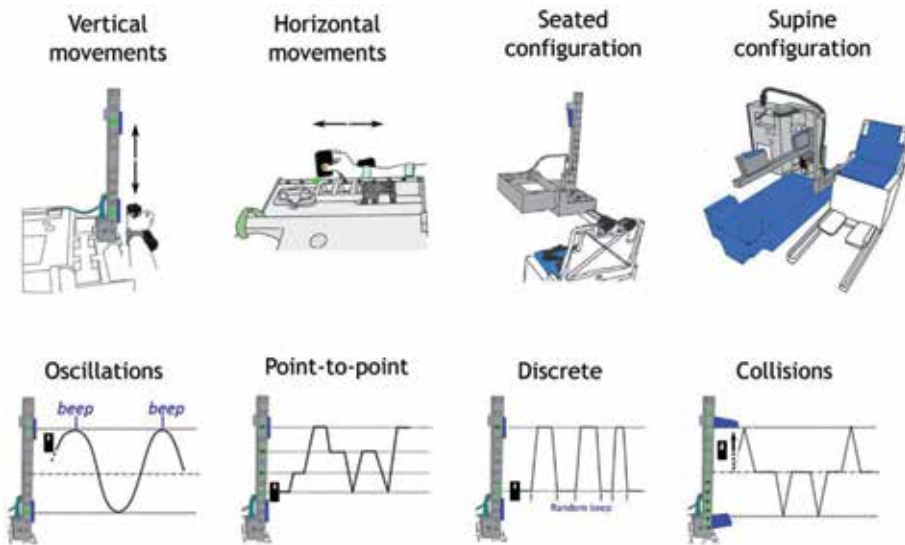 Vertical
movements
Horizontal
movements
Seated
configuration
Supine
configuration
Oscillations
beep
beep
Point-to-point
Discrete
Random beep
Collisions